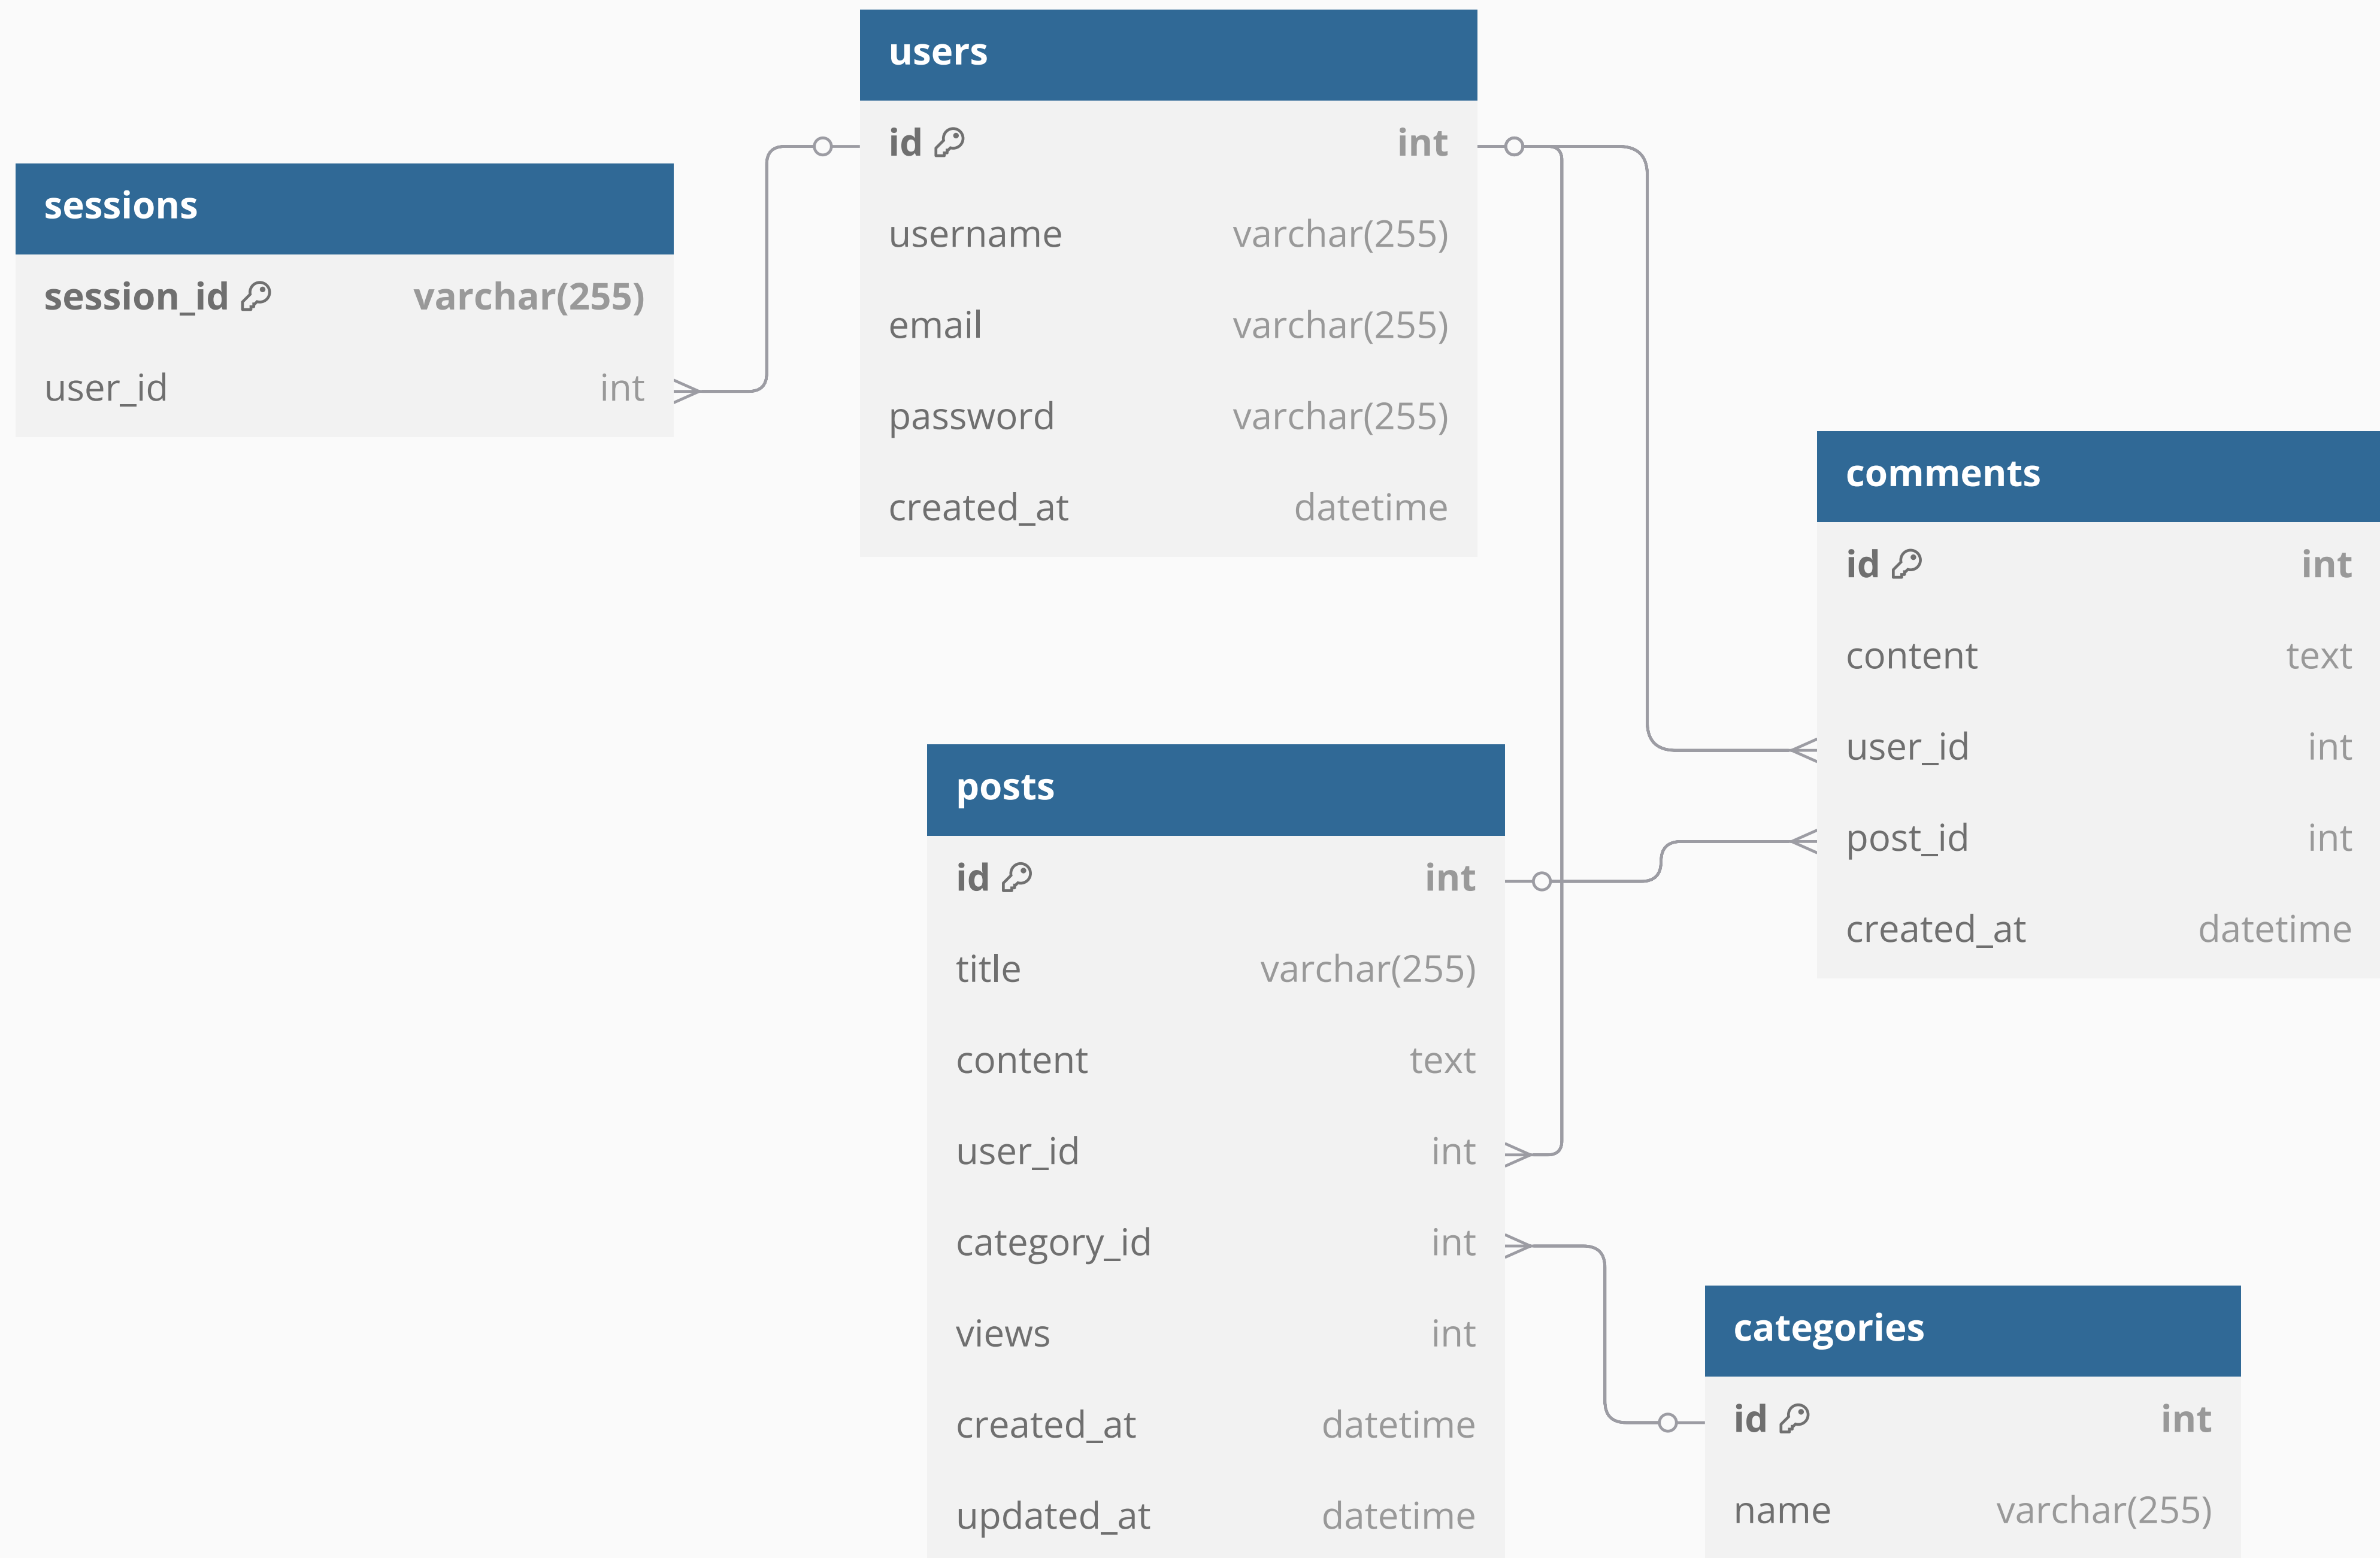 users
id int
username varchar(255)
email varchar(255)
password varchar(255)
created_at datetime
sessions
session_id varchar(255)
user_id int
comments
id int
content text
user_id int
post_id int
created_at datetime
posts
id int
title varchar(255)
content text
user_id int
category_id int
views int
created_at datetime
updated_at datetime
categories
id int
name varchar(255)